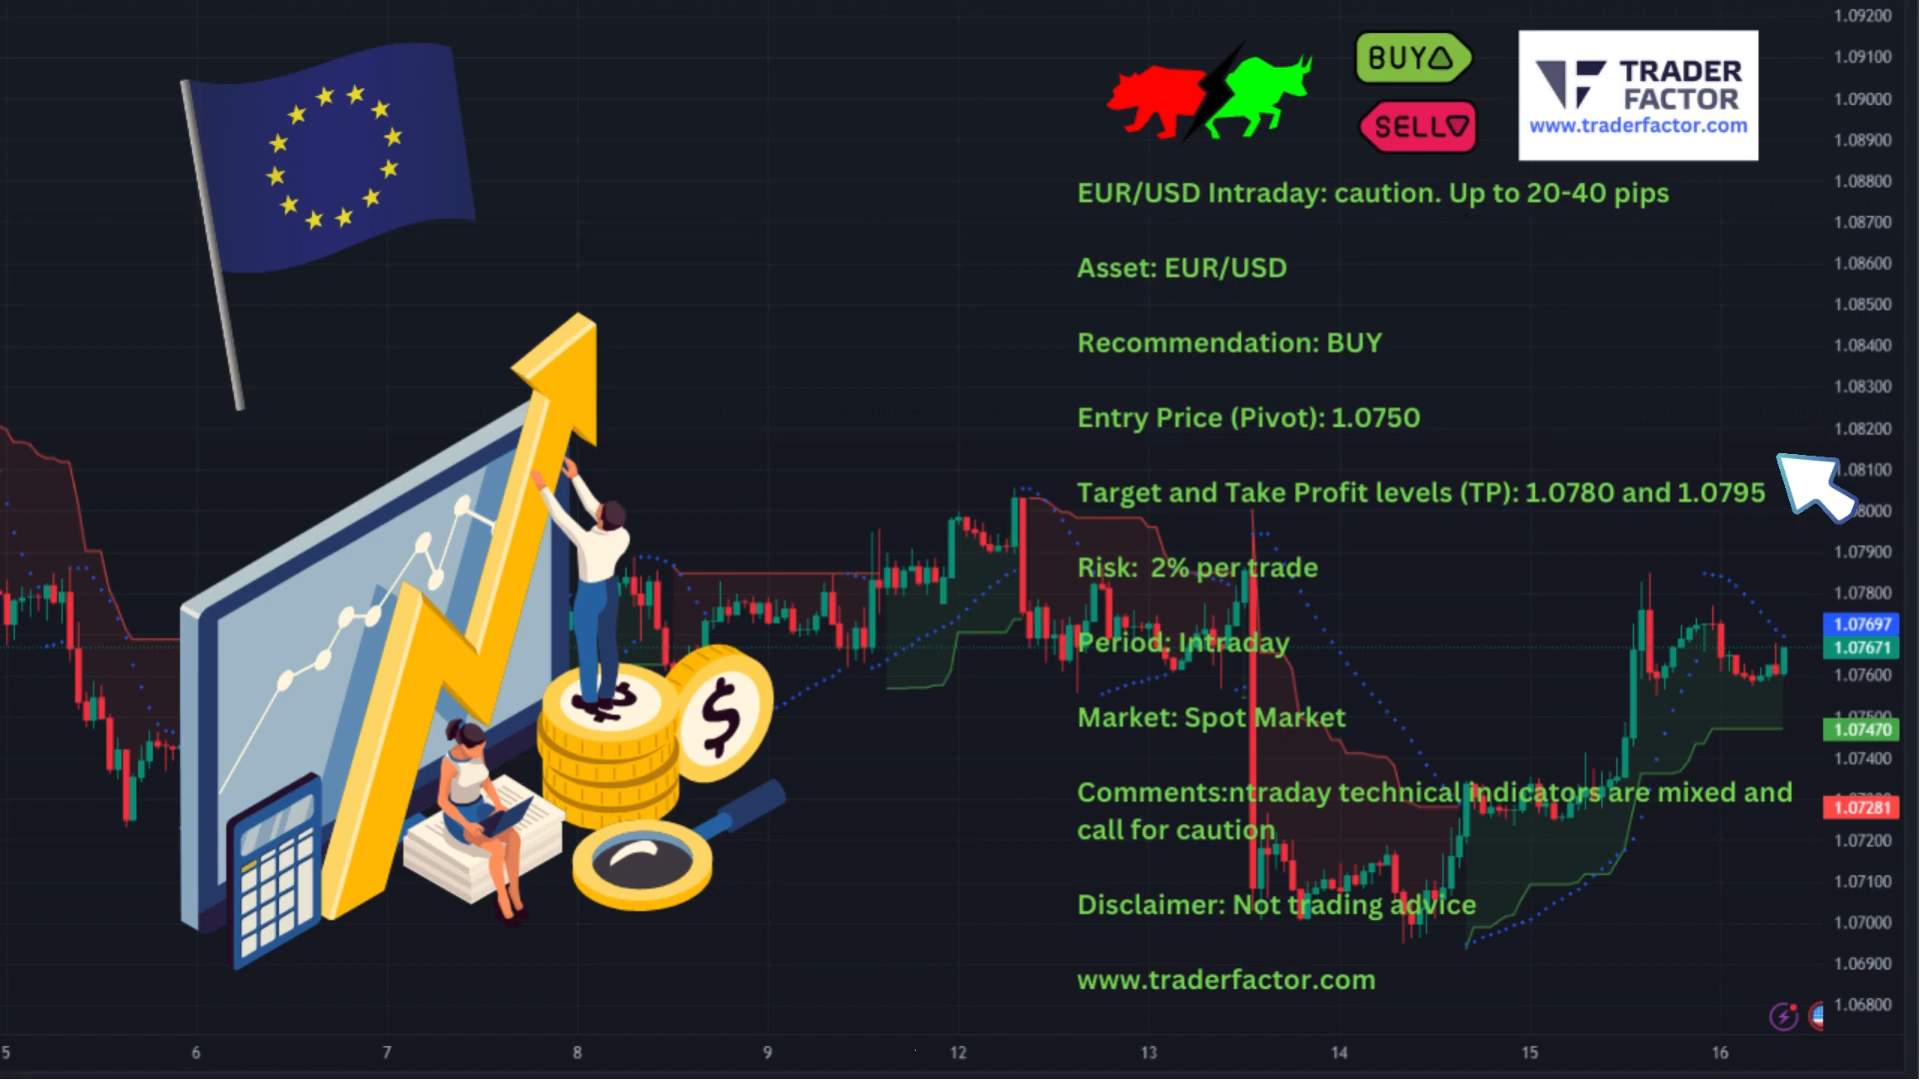 1.09200
1.09100
1.09000
1.08900
1.08800
1.08700
1.08600
1.08500
1.08400
1.08300
1.08200
1.08100
1.07900
1.07800
1.07697
1.07671
1.07600
1.07470
1.07400
1.07281
1.07200
1.07100
1.07000
1.06900
1.06800
BUY
SELL
TRADER
FACTOR
www.traderfactor.com
EUR/USD Intraday: caution. Up to 20-40 pips
Asset: EUR/USD
Recommendation: BUY
Entry Price (Pivot): 1.0750
Target and Take Profit levels (TP): 1.0780 and 1.0795
Risk: 2% per trade
Period: Intraday
Market: Spot Market
Comments:ntraday technical indicators are mixed and
call for caution
Disclaimer: Not trading advice
www.traderfactor.com
$
5 6 7 8 9 12 13 14 15 16